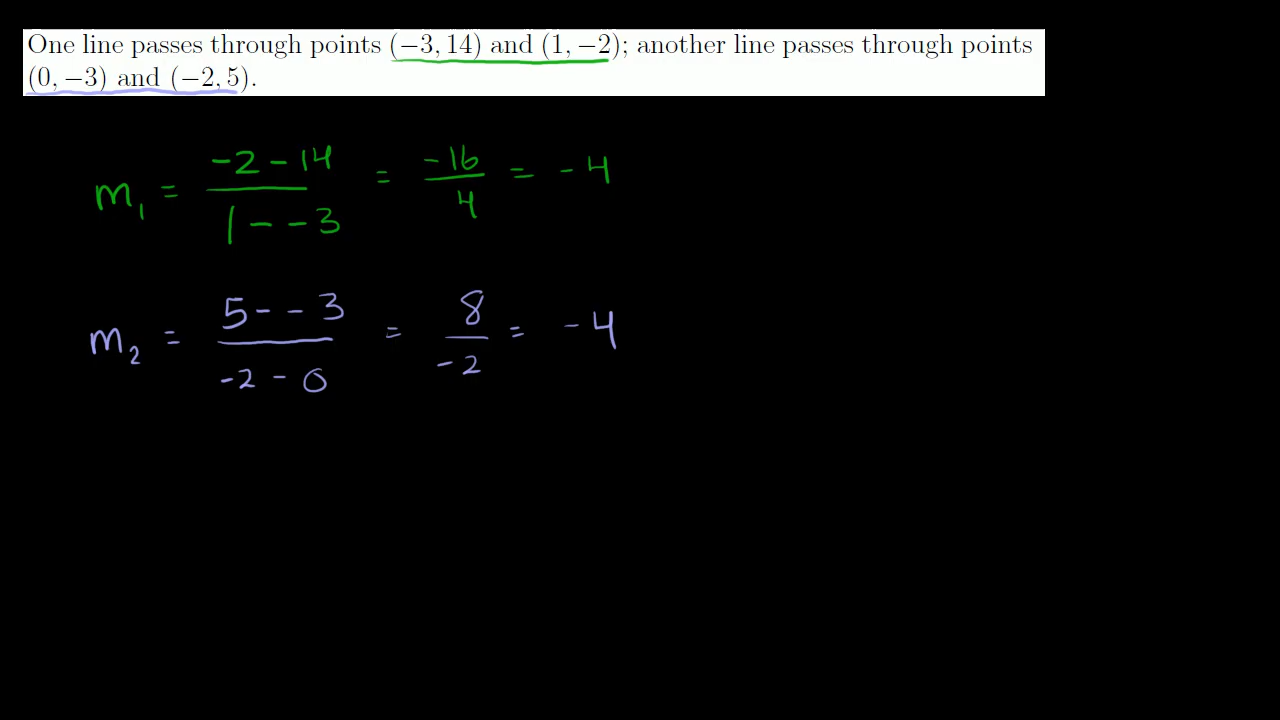 One line passes through points (−3, 14) and (1, −2); another line passes through points
(0, −3) and (−2, 5).
m₁ = (-2 - 14)/(1 - -3) = -16/4 = -4
m₂ = (5 - -3)/(-2 - 0) = 8/-2 = -4